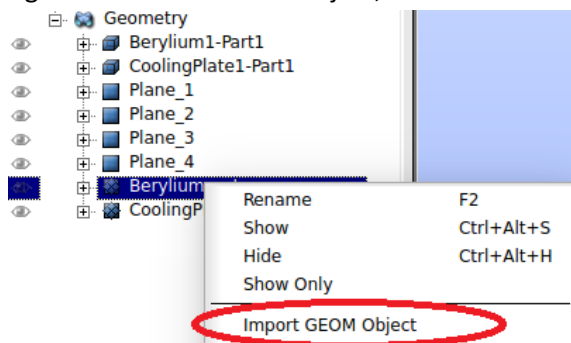 Geometry
Berylium1-Part1
CoolingPlate1-Part1
Plane_1
Plane_2
Plane_3
Plane_4
Berylium
CoolingP
Rename F2
Show Ctrl+Alt+S
Hide Ctrl+Alt+H
Show Only
Import GEOM Object